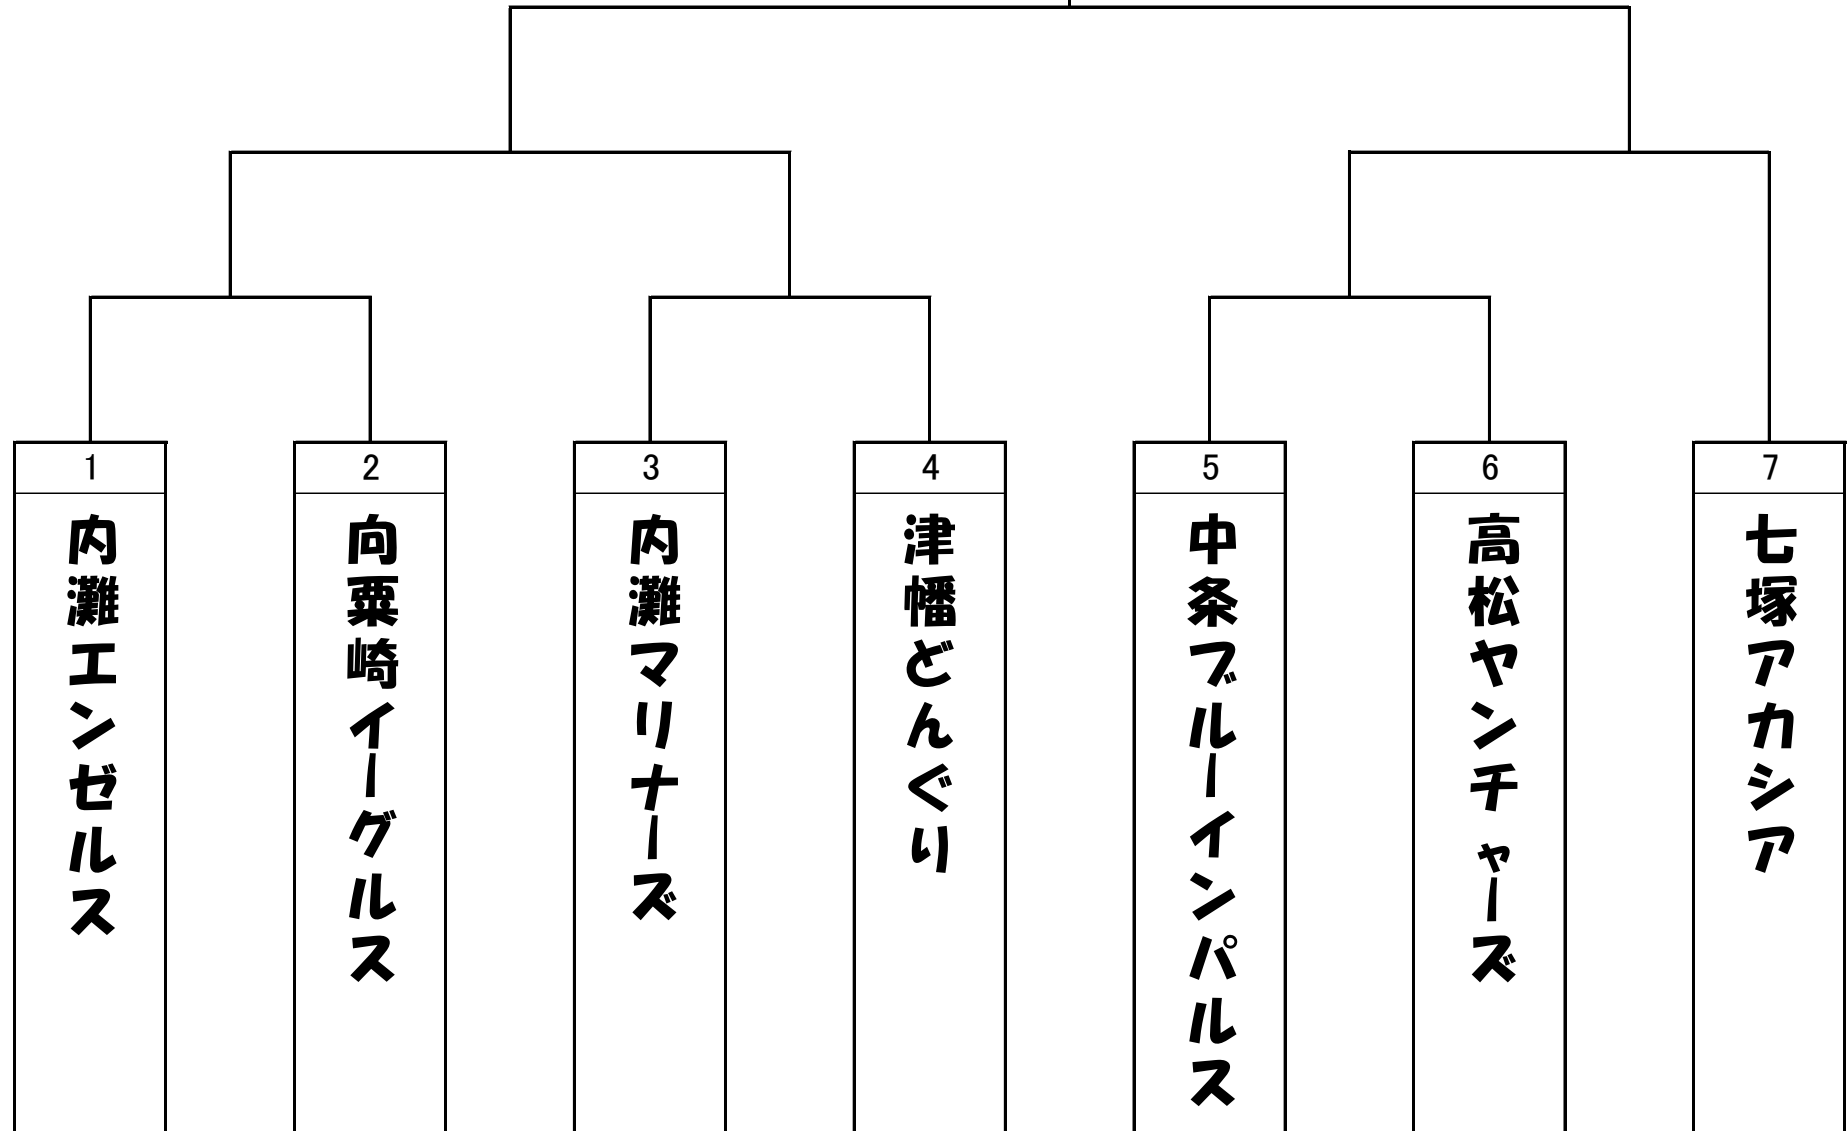 1
内灘エンゼルス
2
向粟崎イーグルス
3
内灘マリナーズ
4
津幡どんぐり
5
中条ブルーインパルス
6
高松ヤンチャーズ
7
七塚アカシア